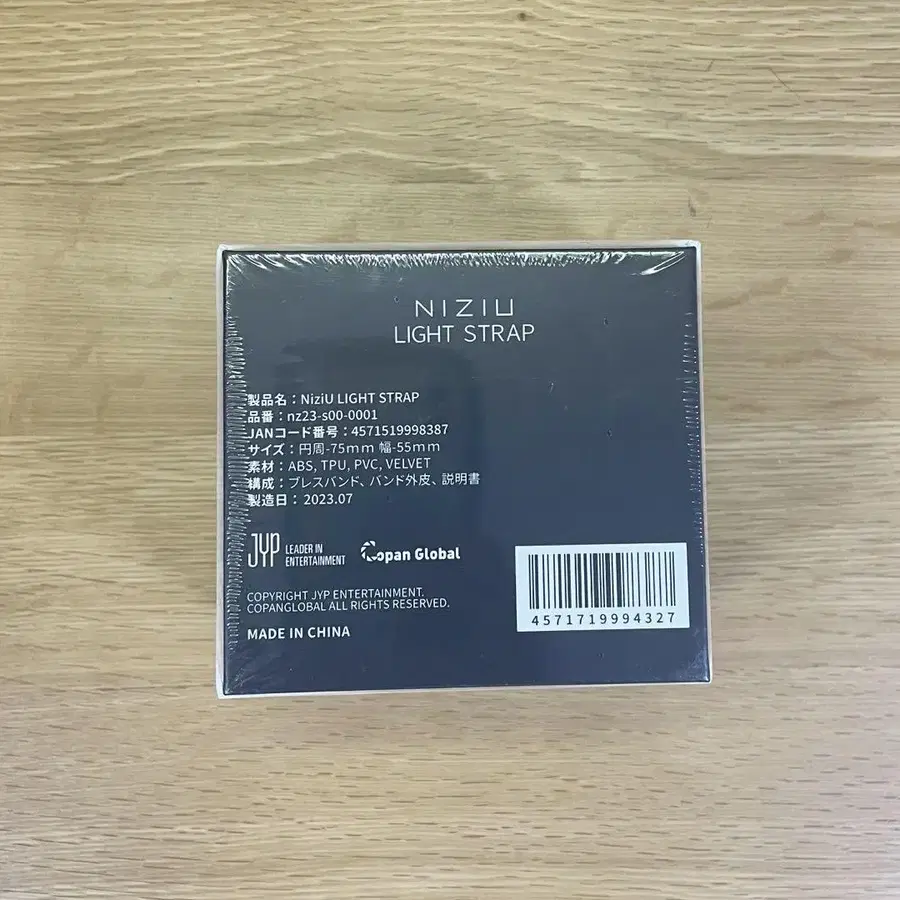 NIZIU
LIGHT STRAP
製品名：NiziU LIGHT STRAP
品番：nz23-s00-0001
JANコード番号：4571519998387
サイズ：円周-75mm 幅-55mm
素材：ABS, TPU, PVC, VELVET
構成：ブレスバンド、バンド外皮、説明書
製造日：2023.07
JYP LEADER IN ENTERTAINMENT
Copan Global
COPYRIGHT JYP ENTERTAINMENT.
COPANGLOBAL ALL RIGHTS RESERVED.
MADE IN CHINA
4571719994327